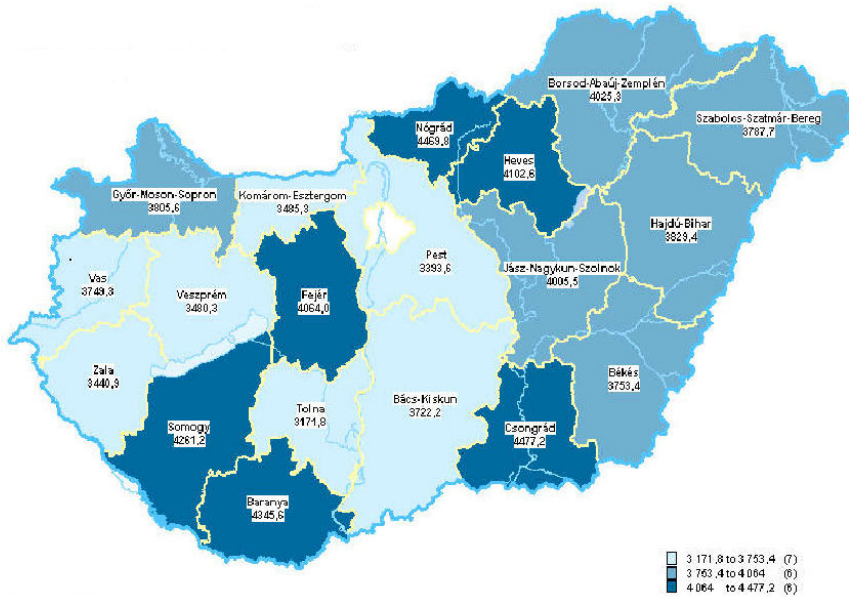 Borsod-Abaúj-Zemplén
4025,3
Szabolcs-Szatmár-Bereg
3787,7
Nógrád
4469,8
Heves
4102,6
Győr-Moson-Sopron
3805,6
Komárom-Esztergom
3485,3
Hajdú-Bihar
3829,4
Pest
3393,6
Jász-Nagykun-Szolnok
4005,5
Vas
3749,3
Veszprém
3480,3
Fejér
4064,0
Zala
3440,9
Békés
3753,4
Bács-Kiskun
3722,2
Tolna
3171,8
Somogy
4261,2
Csongrád
4477,2
Baranya
4345,6
3 171,8 to 3 753,4 (7)
3 753,4 to 4 064 (6)
4 064 to 4 477,2 (6)